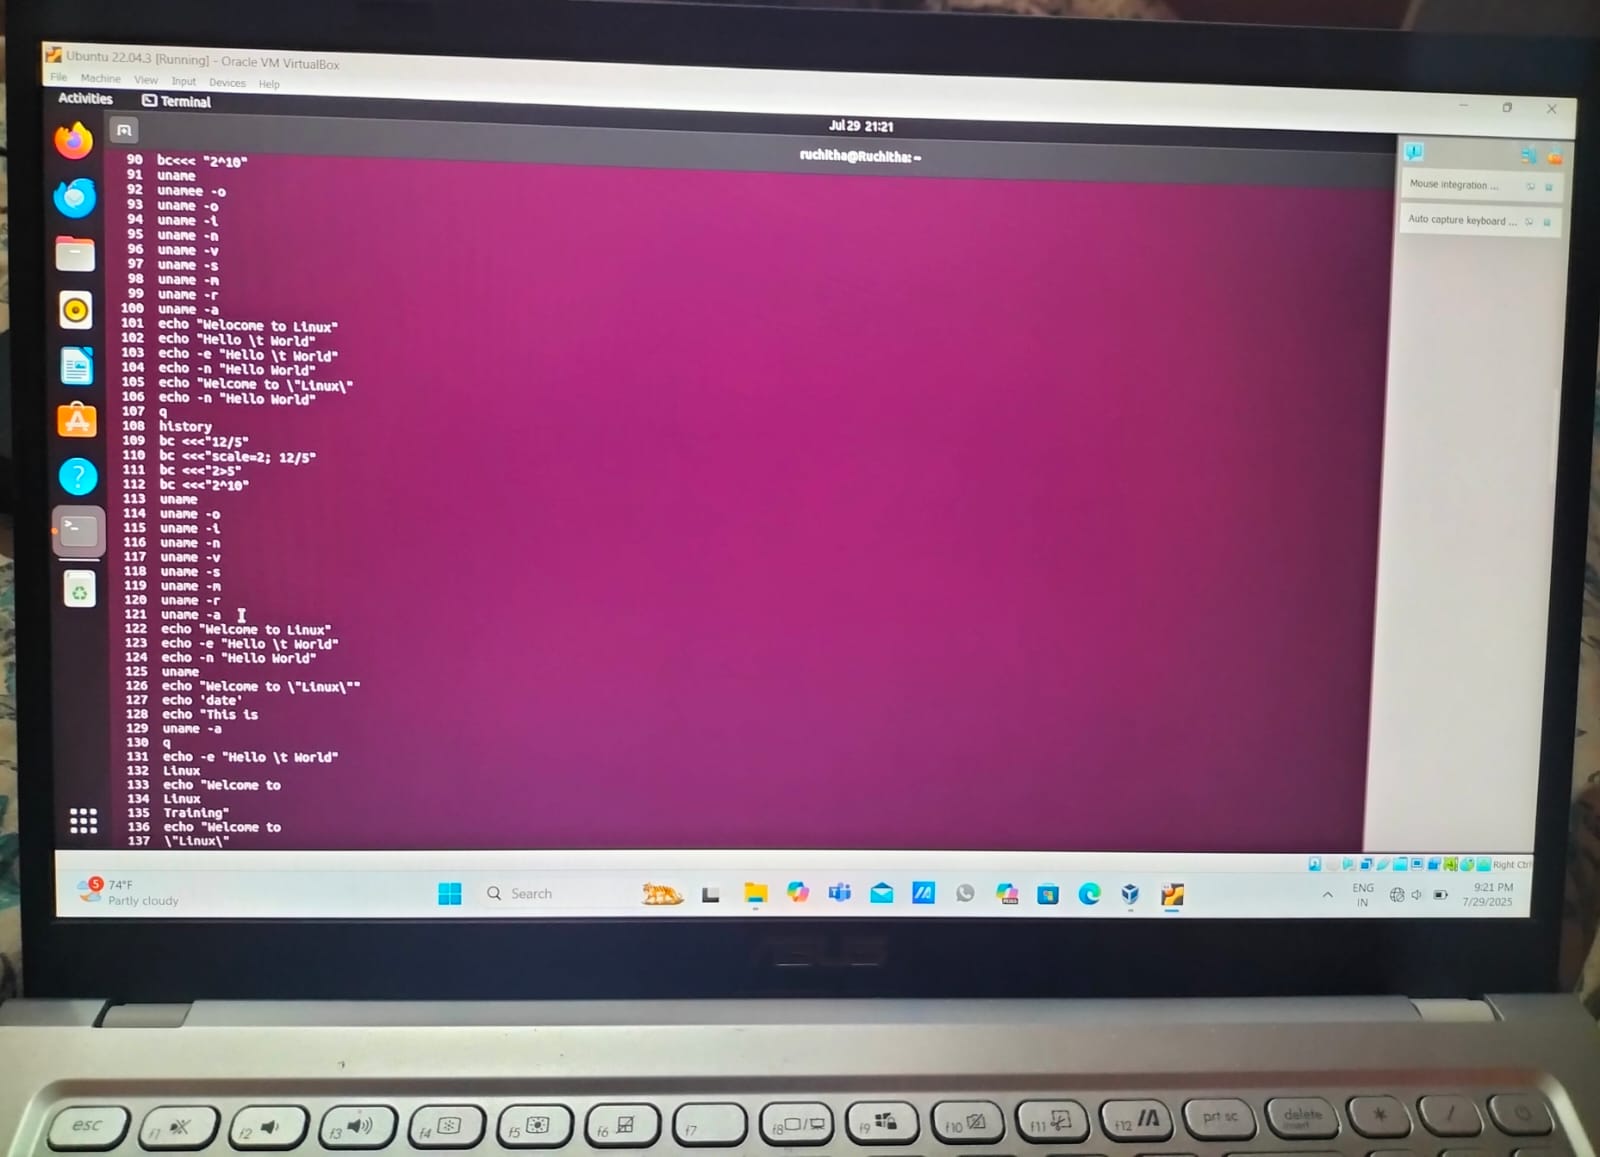 Ubuntu 22.04.3 [Running] - Oracle VM VirtualBox
File Machine View Input Devices Help
Activities Terminal
Jul 29 21:21
ruchitha@Ruchitha: ~
Mouse integration ...
Auto capture keyboard ...
90 bc<<< "2^10"
91 uname
92 unamee -o
93 uname -o
94 uname -i
95 uname -n
96 uname -v
97 uname -s
98 uname -m
99 uname -r
100 uname -a
101 echo "Welocome to Linux"
102 echo "Hello \t World"
103 echo -e "Hello \t World"
104 echo -n "Hello World"
105 echo "Welcome to \"Linux\"
106 echo -n "Hello World"
107 q
108 history
109 bc <<<"12/5"
110 bc <<<"scale=2; 12/5"
111 bc <<<"2>5"
112 bc <<<"2^10"
113 uname
114 uname -o
115 uname -i
116 uname -n
117 uname -v
118 uname -s
119 uname -m
120 uname -r
121 uname -a
122 echo "Welcome to Linux"
123 echo -e "Hello \t World"
124 echo -n "Hello World"
125 uname
126 echo "Welcome to \"Linux\""
127 echo 'date'
128 echo "This is
129 uname -a
130 q
131 echo -e "Hello \t World"
132 Linux
133 echo "Welcome to
134 Linux
135 Training"
136 echo "Welcome to
137 \"Linux\"
Right Ctrl
5
74°F
Partly cloudy
Search
ENG
IN
9:21 PM
7/29/2025
ASUS
esc f1 f2 f3 f4 f5 f6 f7 f8 f9 f10 f11 f12 prt sc delete
insert